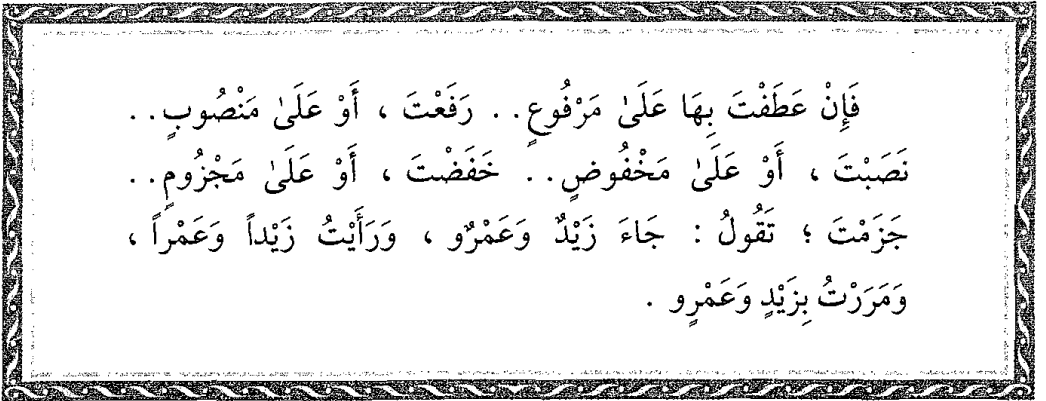 فَإِنْ عَطَفْتَ بِهَا عَلَىٰ مَرْفُوعٍ.. رَفَعْتَ ، أَوْ عَلَىٰ مَنْصُوبٍ..
نَصَبْتَ ، أَوْ عَلَىٰ مَخْفُوضٍ.. خَفَضْتَ ، أَوْ عَلَىٰ مَجْزُومٍ..
جَزَمْتَ ؛ تَقُولُ : جَاءَ زَيْدٌ وَعَمْرٌو ، وَرَأَيْتُ زَيْداً وَعَمْراً ،
وَمَرَرْتُ بِزَيْدٍ وَعَمْرٍو .